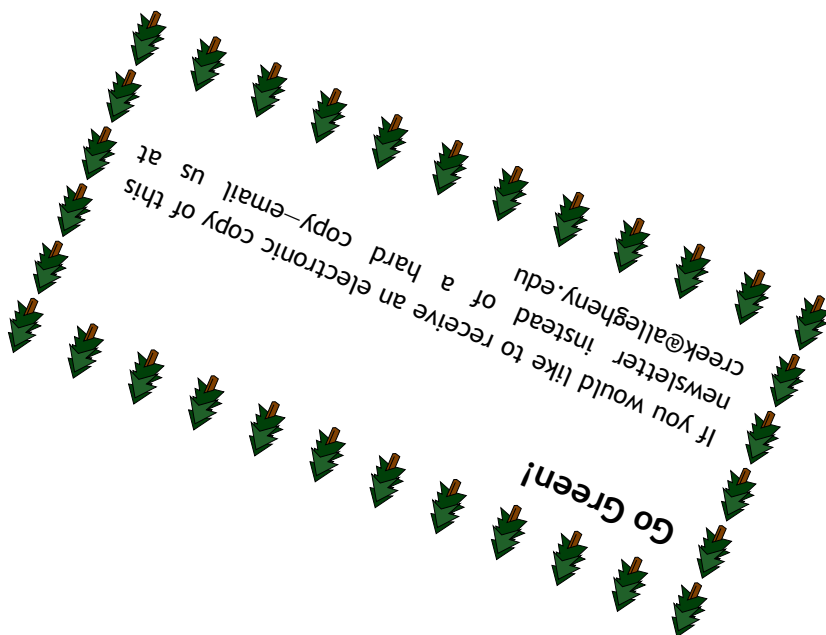 Go Green!
If you would like to receive an electronic copy of this
newsletter instead of a hard copy—email us at
creek@allegheny.edu